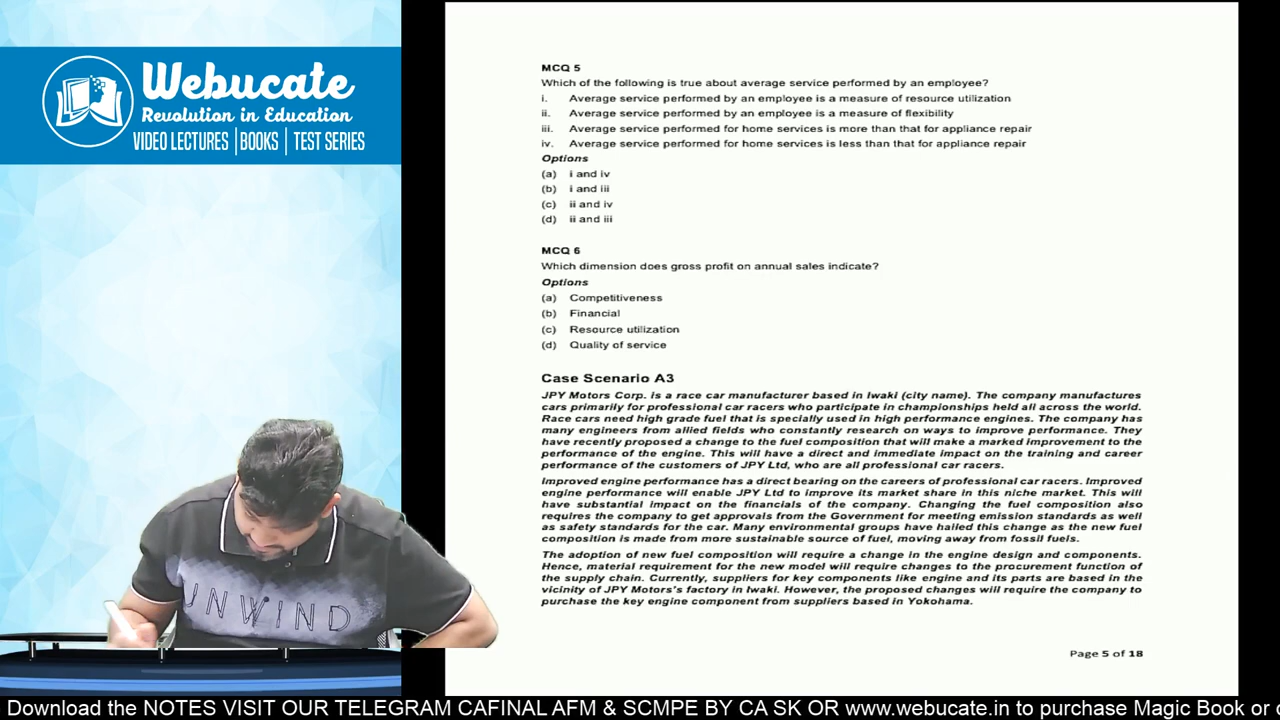 Webucate
Revolution in Education
VIDEO LECTURES | BOOKS | TEST SERIES
UNWIND
MCQ 5
Which of the following is true about average service performed by an employee?
i. Average service performed by an employee is a measure of resource utilization
ii. Average service performed by an employee is a measure of flexibility
iii. Average service performed for home services is more than that for appliance repair
iv. Average service performed for home services is less than that for appliance repair
Options
(a) i and iv
(b) i and iii
(c) ii and iv
(d) ii and iii
MCQ 6
Which dimension does gross profit on annual sales indicate?
Options
(a) Competitiveness
(b) Financial
(c) Resource utilization
(d) Quality of service
Case Scenario A3
JPY Motors Corp. is a race car manufacturer based in Iwaki (city name). The company manufactures
cars primarily for professional car racers who participate in championships held all across the world.
Race cars need high grade fuel that is specially used in high performance engines. The company has
many engineers from allied fields who constantly research on ways to improve performance. They
have recently proposed a change to the fuel composition that will make a marked improvement to the
performance of the engine. This will have a direct and immediate impact on the training and career
performance of the customers of JPY Ltd, who are all professional car racers.
Improved engine performance has a direct bearing on the careers of professional car racers. Improved
engine performance will enable JPY Ltd to improve its market share in this niche market. This will
have substantial impact on the financials of the company. Changing the fuel composition also
requires the company to get approvals from the Government for meeting emission standards as well
as safety standards for the car. Many environmental groups have hailed this change as the new fuel
composition is made from more sustainable source of fuel, moving away from fossil fuels.
The adoption of new fuel composition will require a change in the engine design and components.
Hence, material requirement for the new model will require changes to the procurement function of
the supply chain. Currently, suppliers for key components like engine and its parts are based in the
vicinity of JPY Motors's factory in Iwaki. However, the proposed changes will require the company to
purchase the key engine component from suppliers based in Yokohama.
Page 5 of 18
Download the NOTES VISIT OUR TELEGRAM CAFINAL AFM & SCMPE BY CA SK OR www.webucate.in to purchase Magic Book or